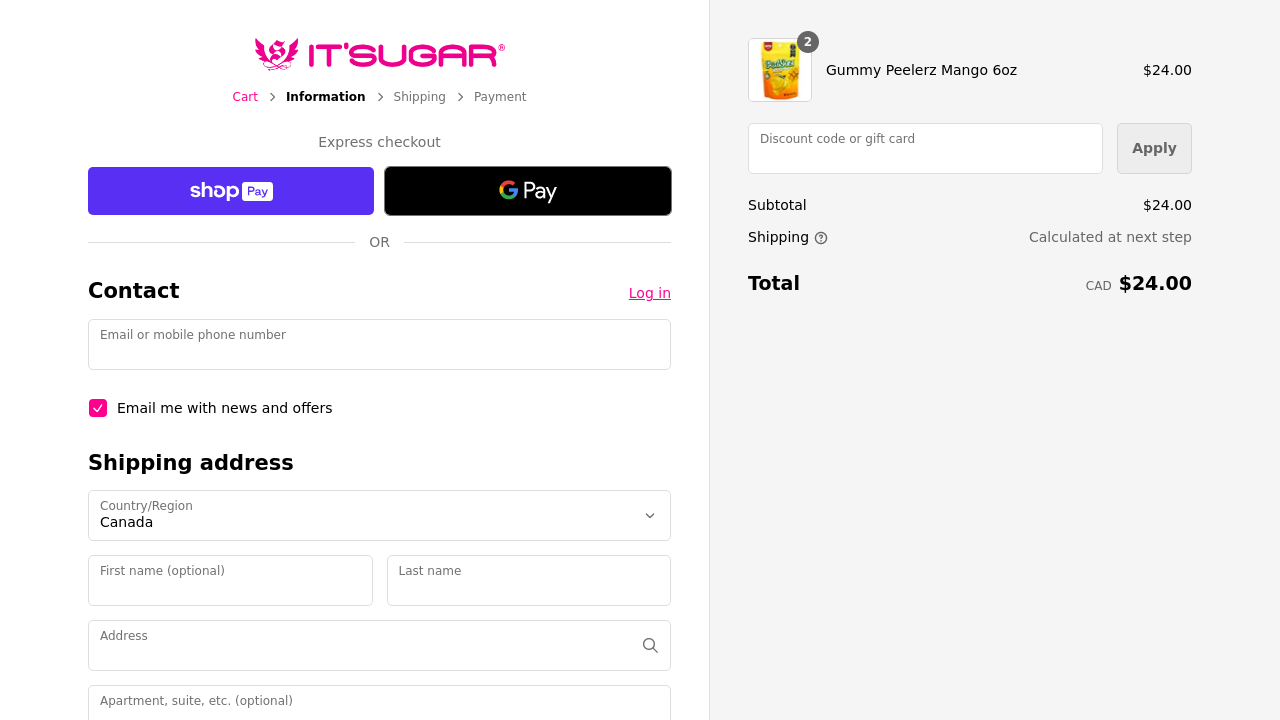 IT'SUGAR®
Cart > Information > Shipping > Payment
Express checkout
shop Pay
G Pay
OR
Contact
Log in
Email or mobile phone number
Email me with news and offers
Shipping address
Country/Region
Canada
First name (optional)
Last name
Address
Apartment, suite, etc. (optional)
2
Gummy Peelerz Mango 6oz
$24.00
Discount code or gift card
Apply
Subtotal
$24.00
Shipping
Calculated at next step
Total
CAD $24.00